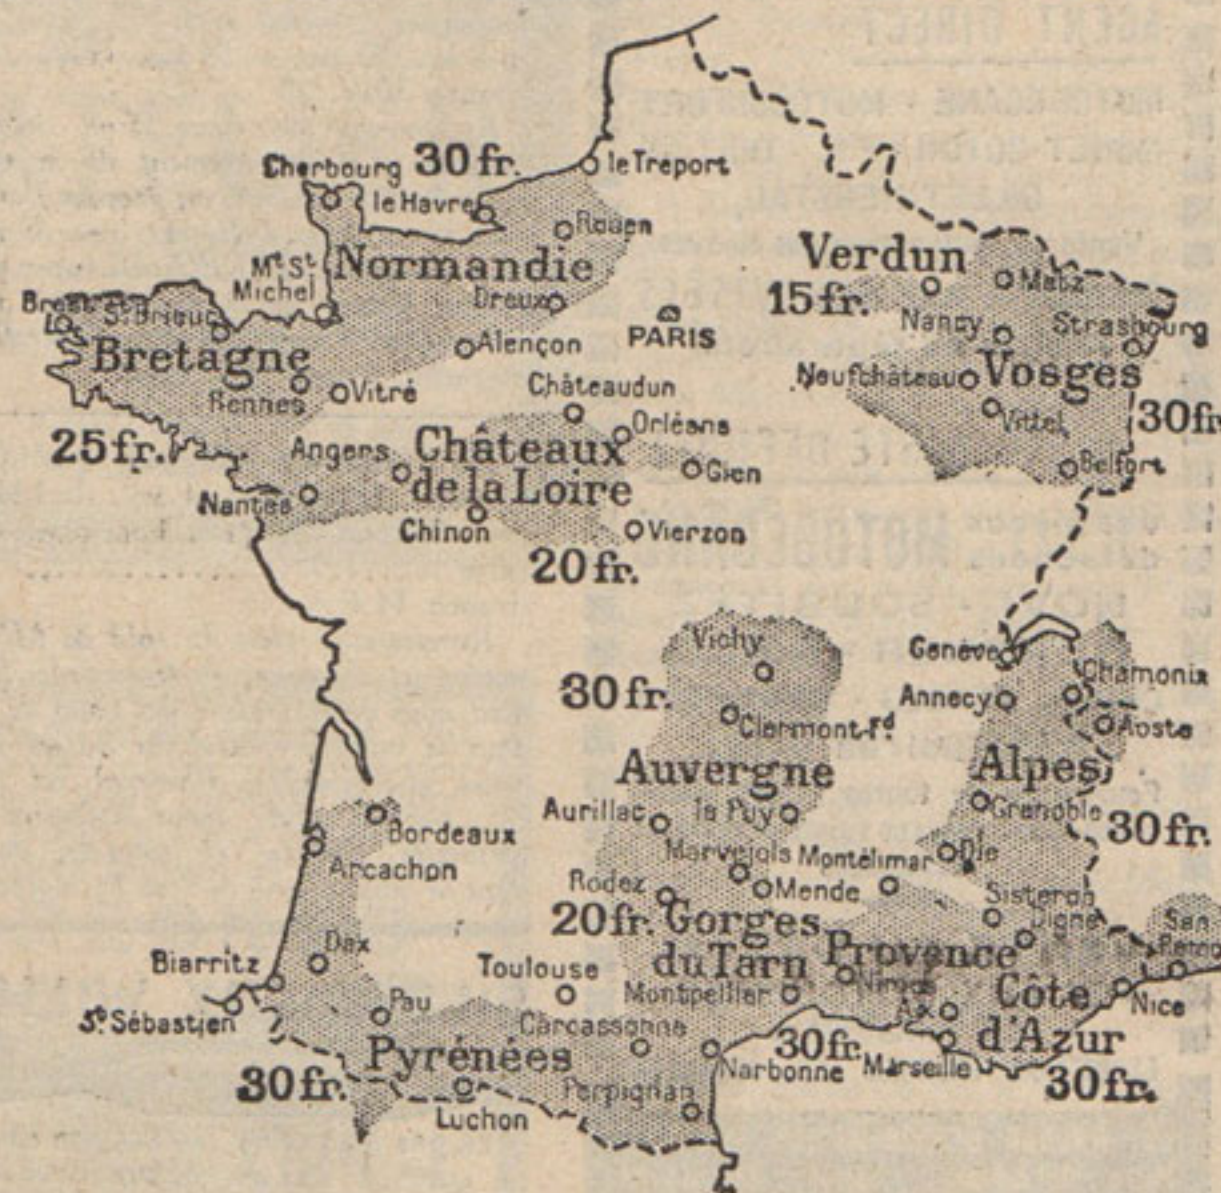 Cherbourg
30 fr.
le Treport
le Havre
Rouen
Normandie
Mt St
Michel
Dreux
Verdun
15 fr.
Metz
Nancy
Strasbourg
Brest
St Brieuc
Bretagne
Rennes
Vitré
Alençon
PARIS
Neufchâteau
Vosges
Vittel
30 fr
Belfort
25 fr.
Châteaudun
Orléans
Angers
Châteaux
de la Loire
Gien
Nantes
Chinon
Vierzon
20 fr.
Vichy
30 fr.
Clermont-Fd
Auvergne
Genève
Chamonix
Annecy
Aoste
Alpes
Grenoble
30 fr.
Aurillac
le Puy
Bordeaux
Arcachon
Marvejols
Montélimar
Die
Rodez
Mende
Sisteron
20 fr.
Gorges
du Tarn
Provence
Digne
San
Remo
Dax
Biarritz
Toulouse
Montpellier
Nimes
Aix
Côte
d'Azur
Nice
St Sébastien
Pau
Carcassonne
Pyrénées
30 fr.
Luchon
Perpignan
Narbonne
30 fr.
Marseille
30 fr.